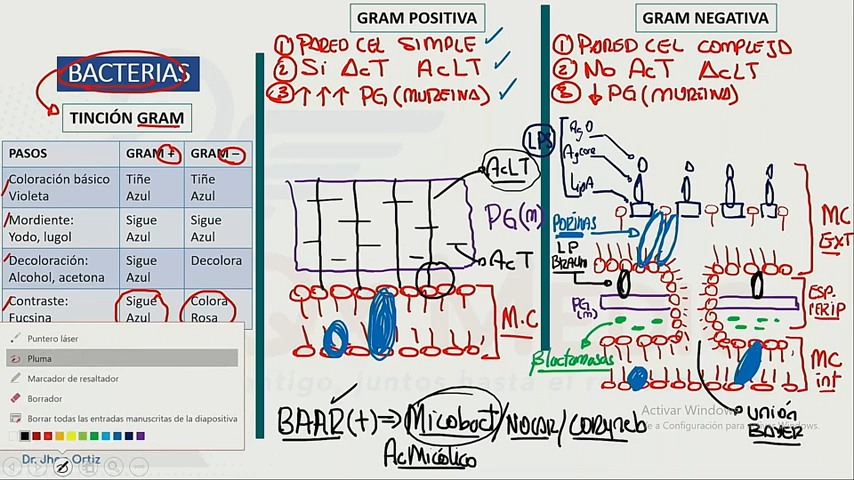 BACTERIAS
TINCIÓN GRAM
PASOS GRAM + GRAM –
Coloración básico Violeta Tiñe Azul Tiñe Azul
Mordiente: Yodo, lugol Sigue Azul Sigue Azul
Decoloración: Alcohol, acetona Sigue Azul Decolora
Contraste: Fucsina Sigue Azul Colora Rosa
Puntero láser
Pluma
Marcador de resaltador
Borrador
Borrar todas las entradas manuscritas de la diapositiva
Ortiz
GRAM POSITIVA
① PARED CEL SIMPLE ✓
② Si AcT AcLT ✓
③ ↑↑↑ PG (MUREINA) ✓
AcLT
PG(m)
AcT
M.C
BAAR (+) ⇒ Micobact/NOCAR/CORYNEB
Ac Micólico
GRAM NEGATIVA
① PARED CEL COMPLEJO
② No AcT AcLT
③ ↓ PG (MUREINA)
LPS
Ag O
Ag core
Lip A
PORINAS
LP
BRAUN
PG(m)
βlactamasas
MC
EXT
ESP.
PERIP
MC
int
UNIÓN
BAYER
Activar Windows
Ve a Configuración para activar Windows.